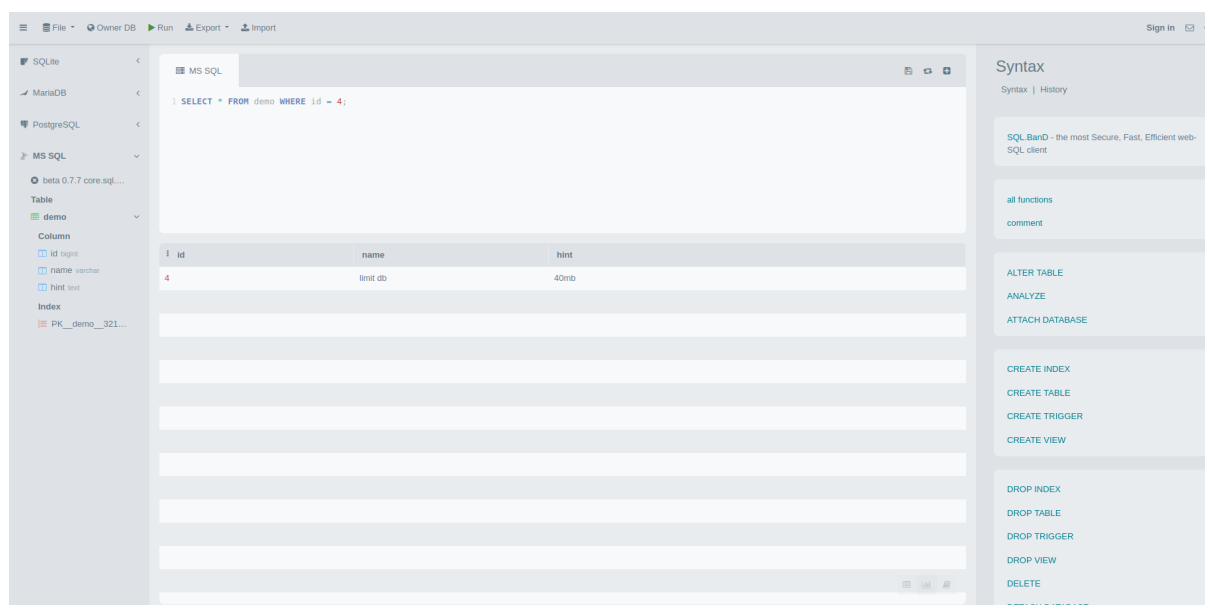 File Owner DB Run Export Import Sign in
SQLite
MariaDB
PostgreSQL
MS SQL
beta 0.7.7 core.sql....
Table
demo
Column
id bigint
name varchar
hint text
Index
PK__demo__321...
MS SQL
1 SELECT * FROM demo WHERE id = 4;
id name hint
4 limit db 40mb
Syntax
Syntax | History
SQL.BanD - the most Secure, Fast, Efficient web-
SQL client
all functions
comment
ALTER TABLE
ANALYZE
ATTACH DATABASE
CREATE INDEX
CREATE TABLE
CREATE TRIGGER
CREATE VIEW
DROP INDEX
DROP TABLE
DROP TRIGGER
DROP VIEW
DELETE